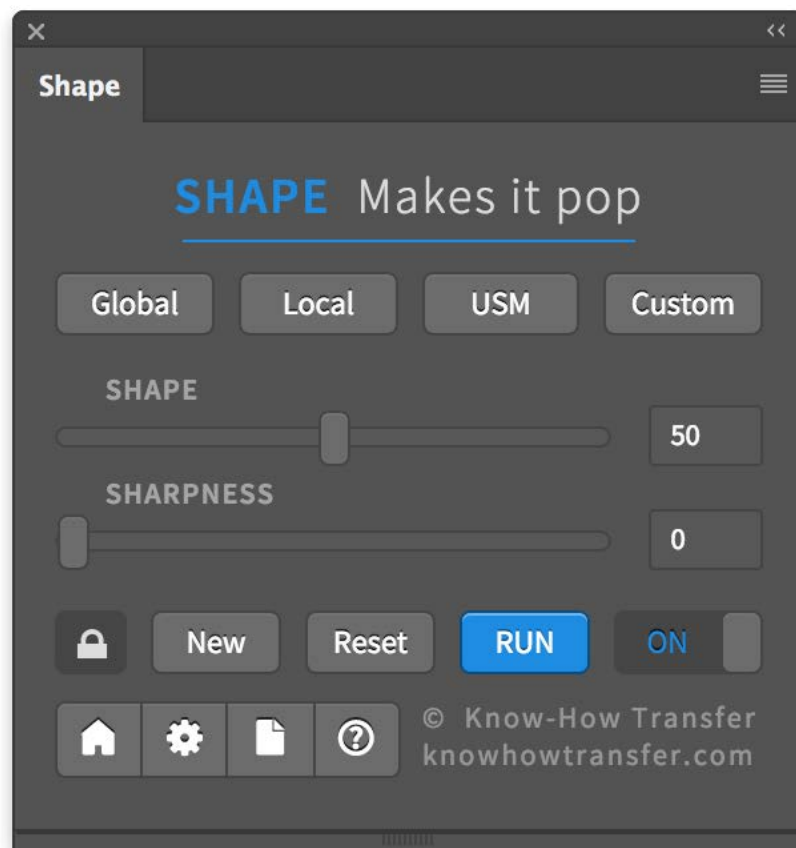 Shape
SHAPE Makes it pop
Global Local USM Custom
SHAPE
50
SHARPNESS
0
New Reset RUN ON
© Know-How Transfer
knowhowtransfer.com